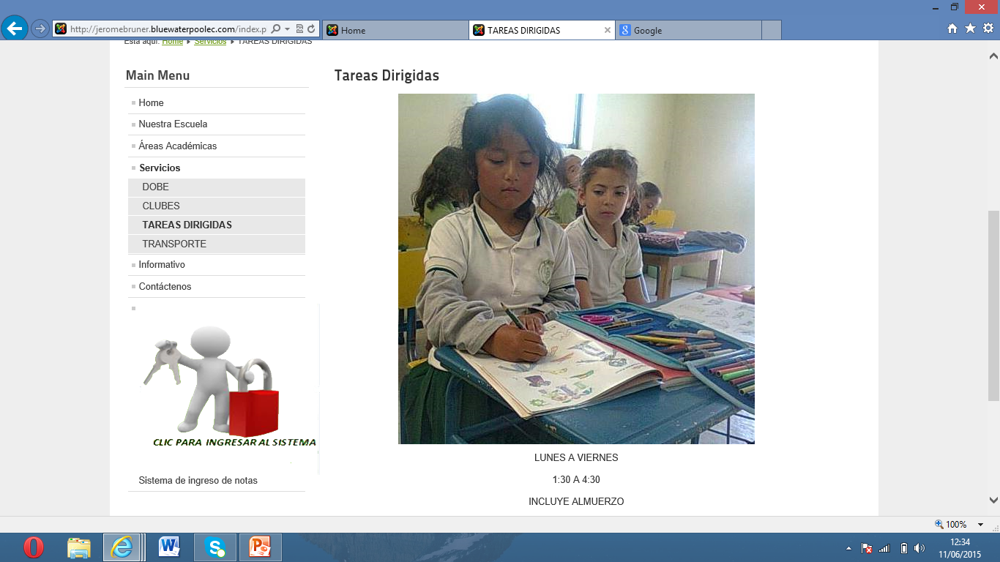 http://jeromebruner.bluewaterpoolec.com/index.p
Home
TAREAS DIRIGIDAS
Google
Está aquí: Home Servicios TAREAS DIRIGIDAS
Main Menu
Home
Nuestra Escuela
Áreas Académicas
Servicios
DOBE
CLUBES
TAREAS DIRIGIDAS
TRANSPORTE
Informativo
Contáctenos
CLIC PARA INGRESAR AL SISTEMA
Sistema de ingreso de notas
Tareas Dirigidas
LUNES A VIERNES
1:30 A 4:30
INCLUYE ALMUERZO
100%
12:34
11/06/2015